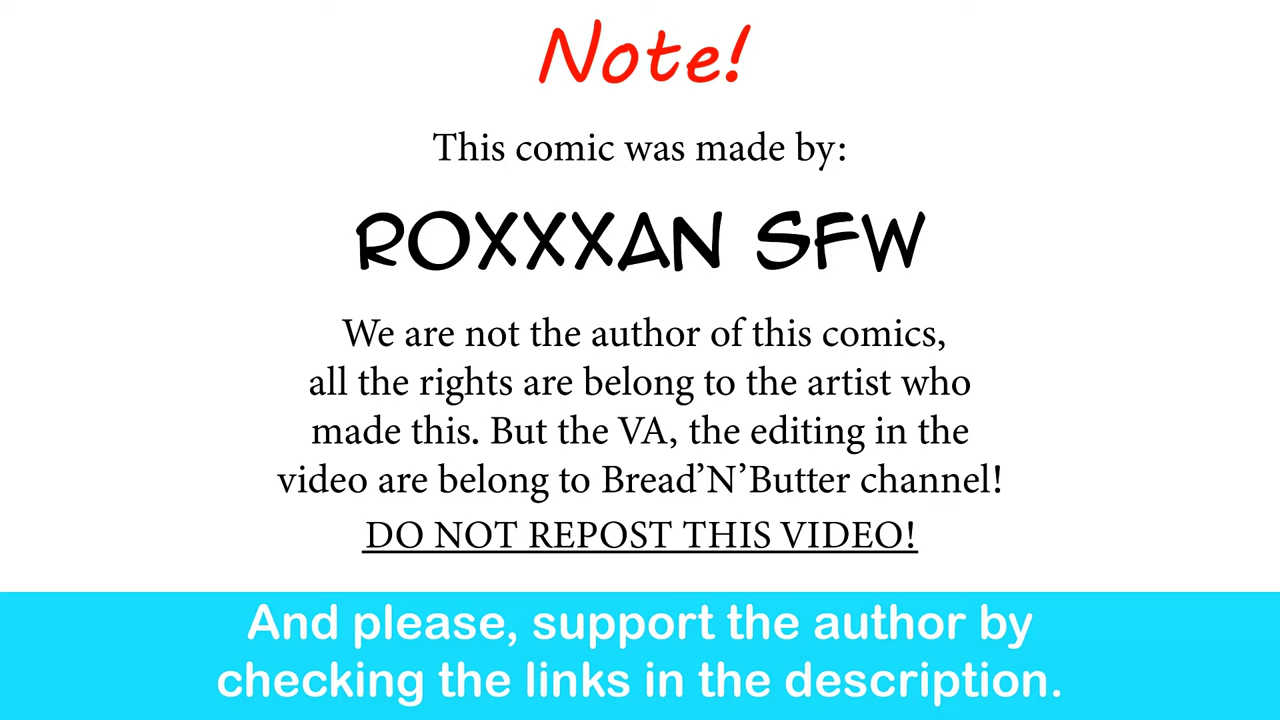 Note!
This comic was made by:
ROXXXAN SFW
We are not the author of this comics,
all the rights are belong to the artist who
made this. But the VA, the editing in the
video are belong to Bread’N’Butter channel!
DO NOT REPOST THIS VIDEO!
And please, support the author by
checking the links in the description.